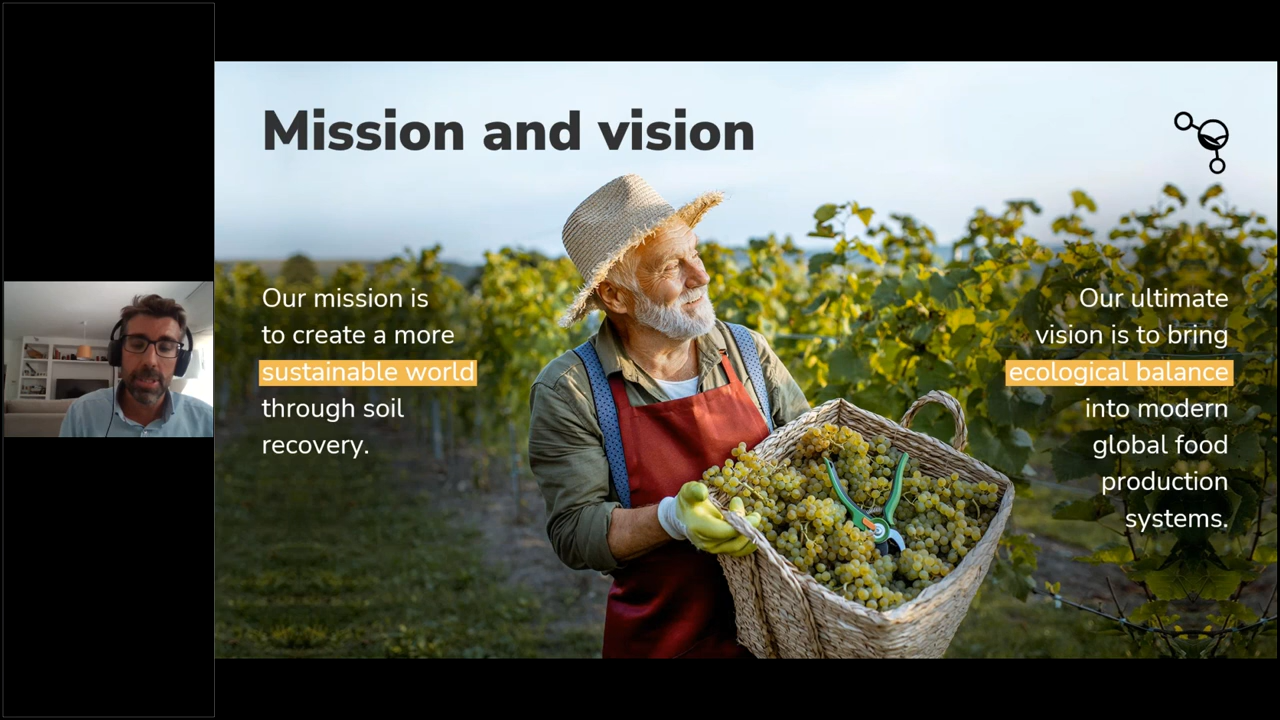 Mission and vision
Our mission is
to create a more
sustainable world
through soil
recovery.
Our ultimate
vision is to bring
ecological balance
into modern
global food
production
systems.